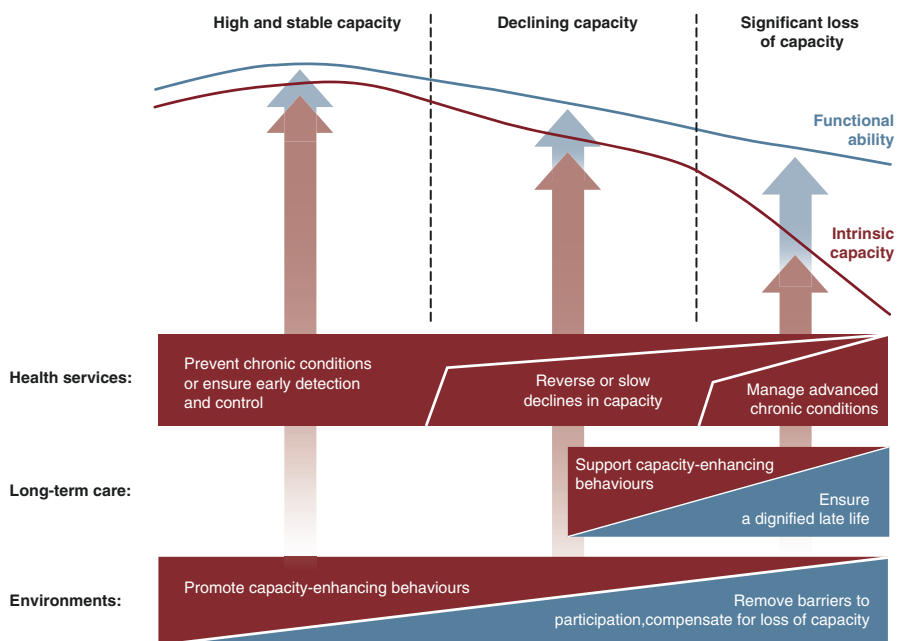 High and stable capacity
Declining capacity
Significant loss
of capacity
Functional
ability
Intrinsic
capacity
Health services:
Prevent chronic conditions
or ensure early detection
and control
Reverse or slow
declines in capacity
Manage advanced
chronic conditions
Long-term care:
Support capacity-enhancing
behaviours
Ensure
a dignified late life
Environments:
Promote capacity-enhancing behaviours
Remove barriers to
participation,compensate for loss of capacity